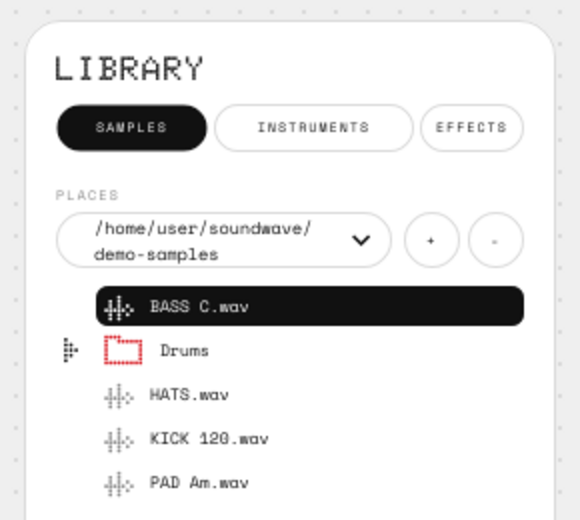 LIBRARY
SAMPLES INSTRUMENTS EFFECTS
PLACES
/home/user/soundwave/
demo-samples
+ -
BASS C.wav
Drums
HATS.wav
KICK 120.wav
PAD Am.wav